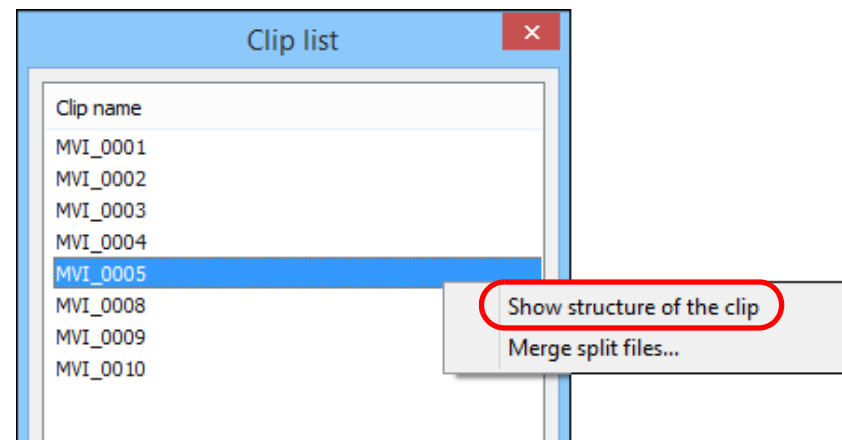 Clip list
Clip name
MVI_0001
MVI_0002
MVI_0003
MVI_0004
MVI_0005
MVI_0008
MVI_0009
MVI_0010
Show structure of the clip
Merge split files...